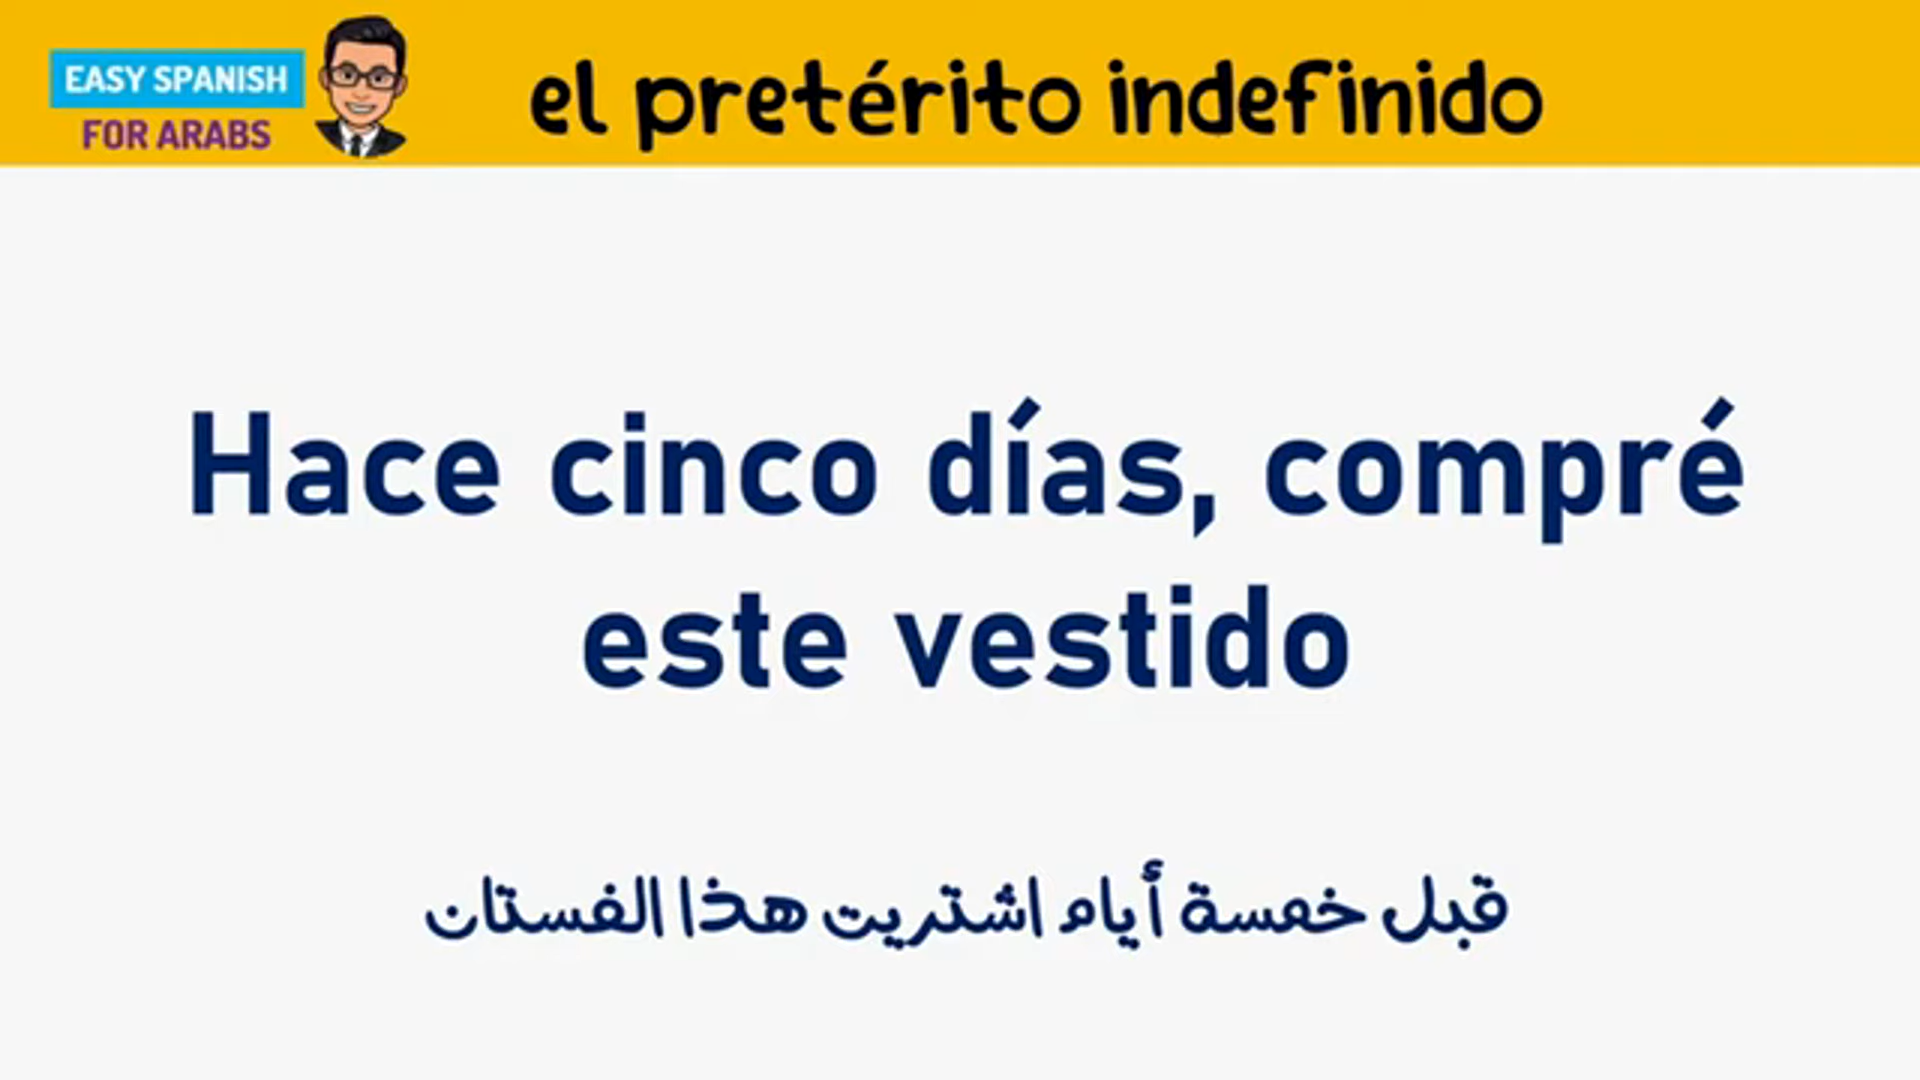 EASY SPANISH
FOR ARABS
el pretérito indefinido
Hace cinco días, compré
este vestido
قبل خمسة أيام اشتريت هذا الفستان